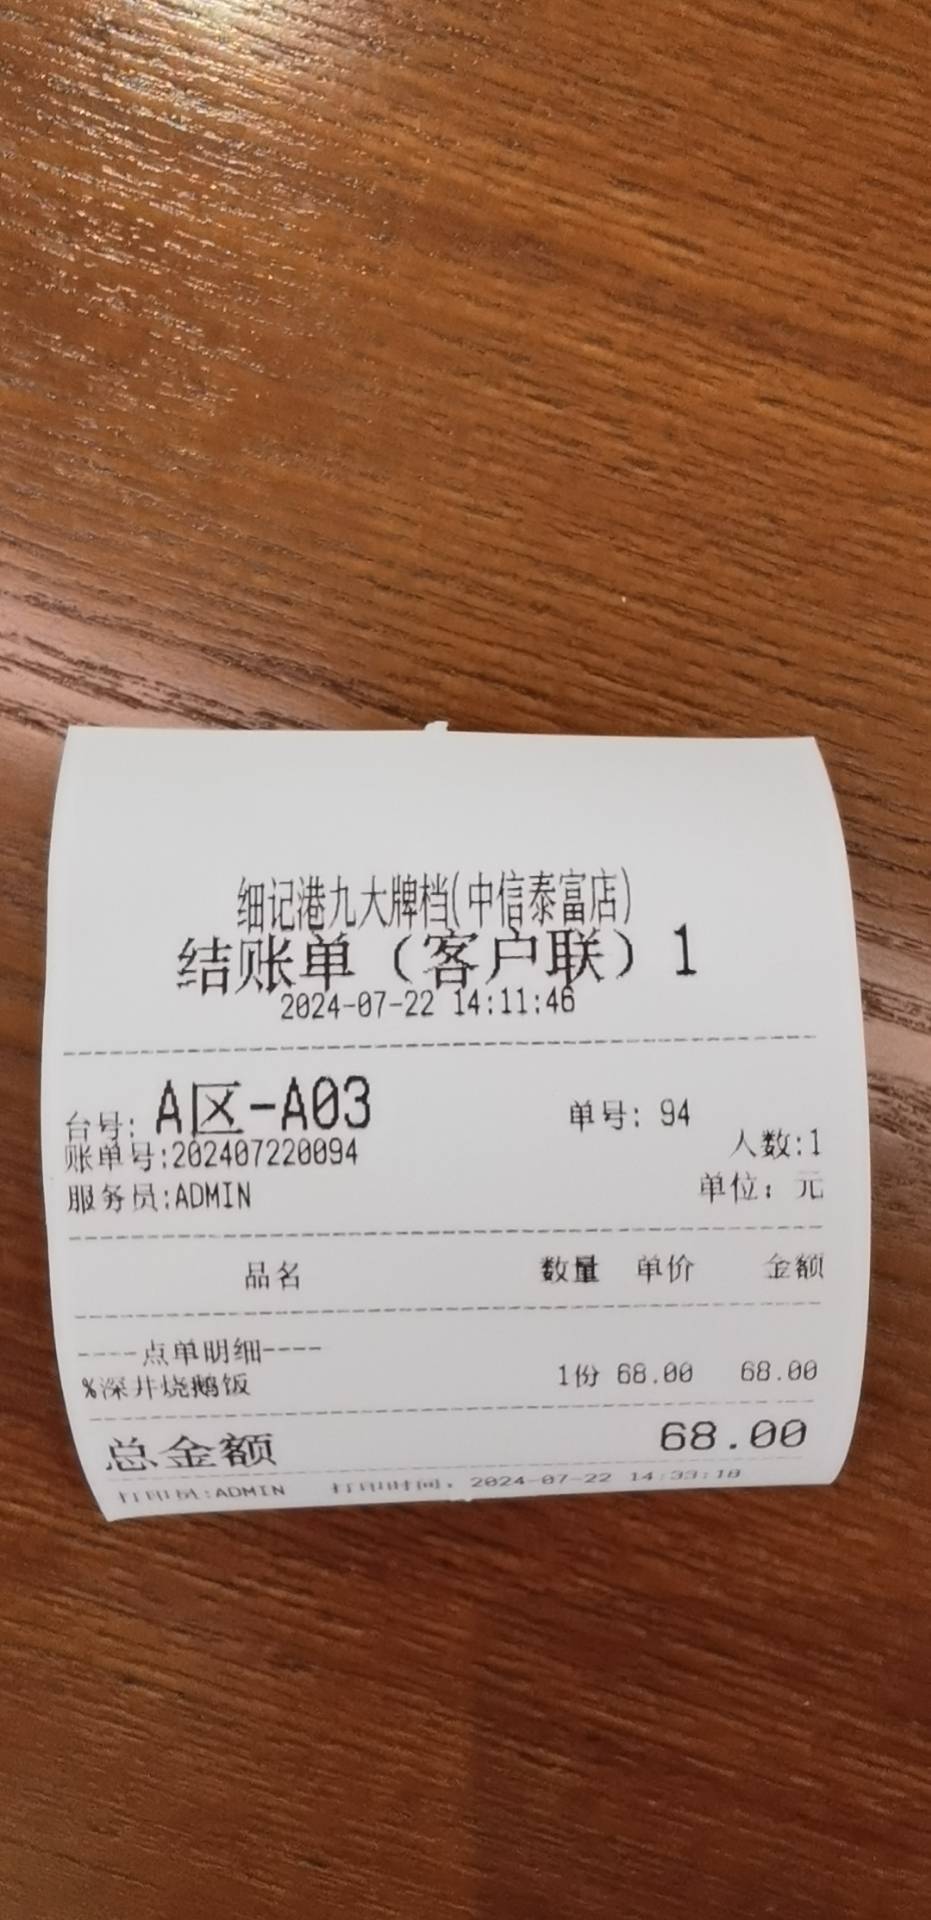 细记港九大牌档(中信泰富店)
结账单（客户联）1
2024-07-22 14:11:46
台号: A区-A03 单号: 94
账单号:202407220094 人数:1
服务员:ADMIN 单位: 元
品名 数量 单价 金额
----点单明细----
%深井烧鹅饭 1份 68.00 68.00
总金额 68.00
打印员:ADMIN 打印时间: 2024-07-22 14:33:18